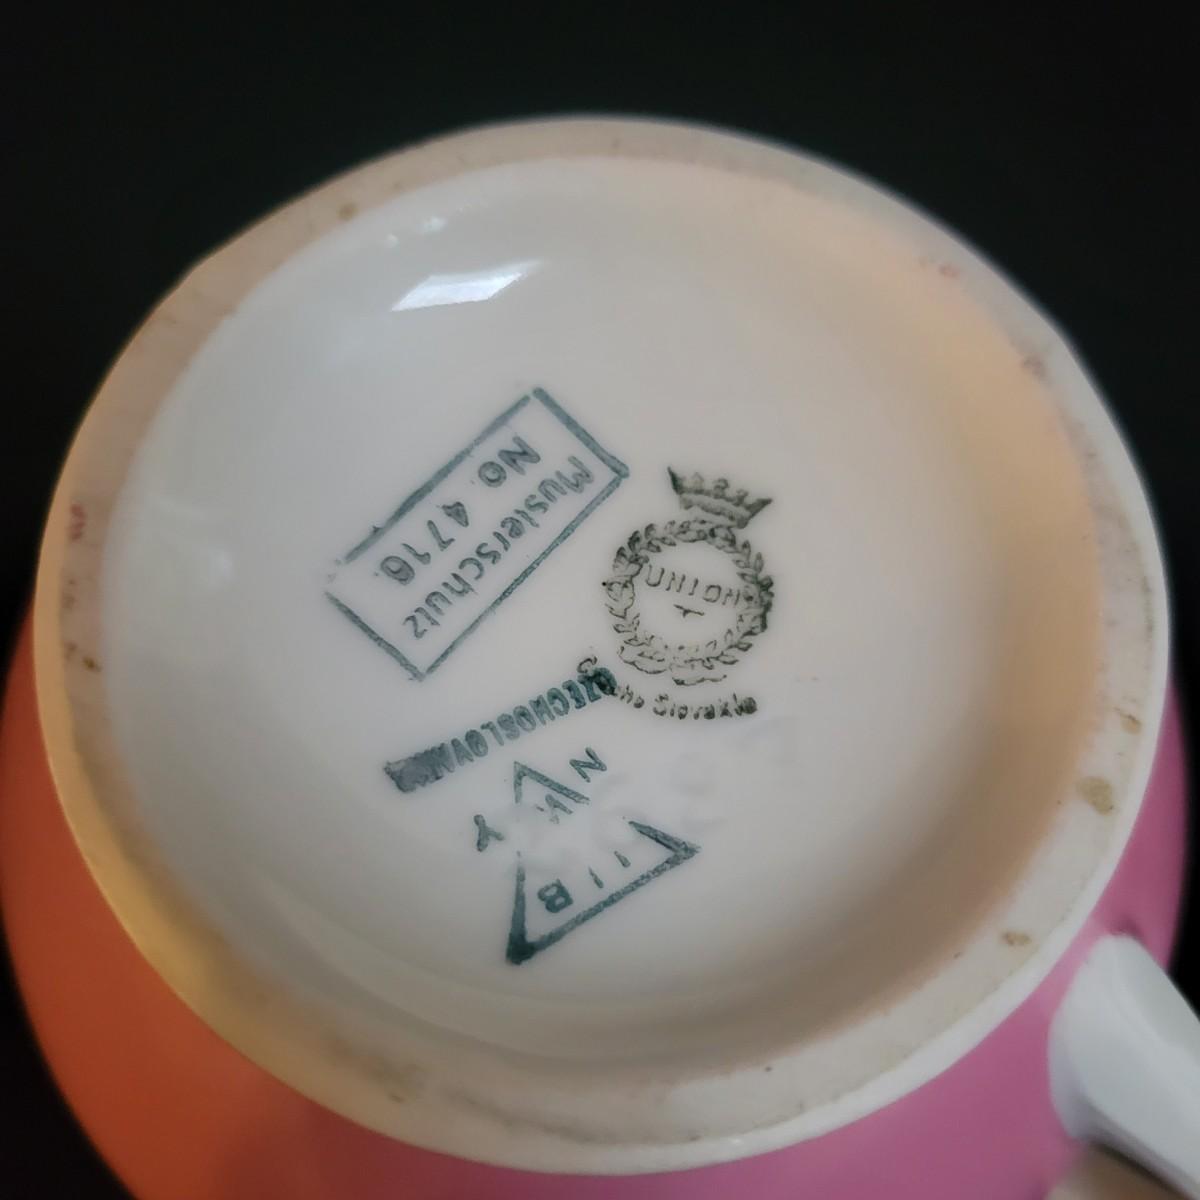 Musterschutz
No. 4716
UNION
T
Czecho Slovakia
CZECHOSLOVAKIA
N Y
W
B